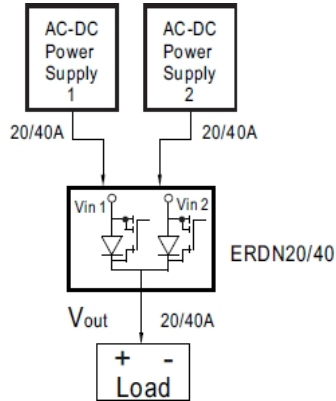 AC-DC
Power
Supply
1
AC-DC
Power
Supply
2
20/40A
20/40A
Vin 1
Vin 2
ERDN20/40
Vout
20/40A
+ -
Load